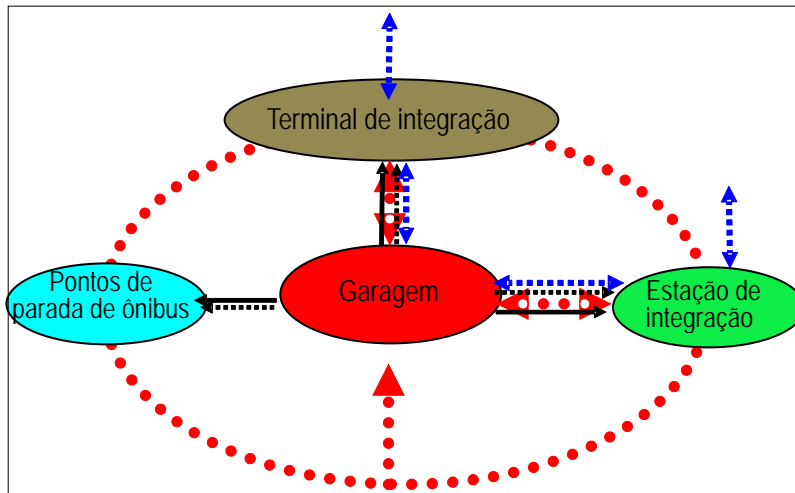 Terminal de integração
Pontos de
parada de ônibus
Garagem
Estação de
integração